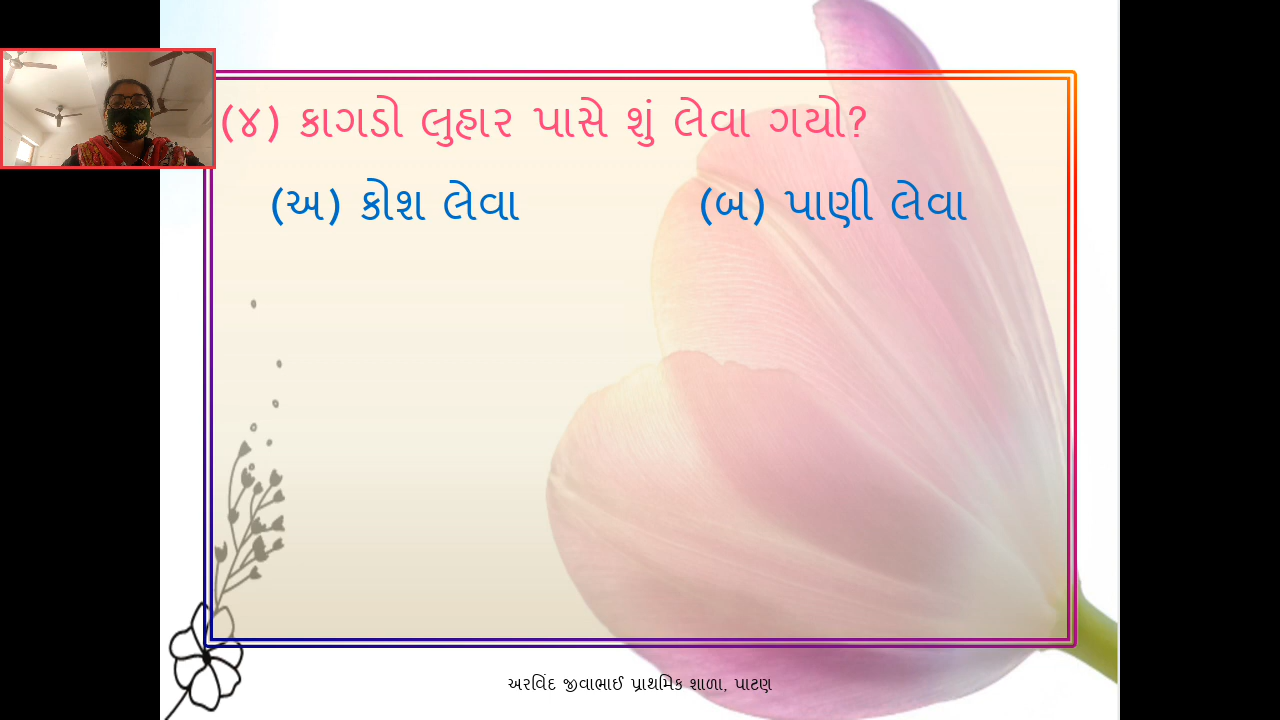 (૪) કાગડો લુહાર પાસે શું લેવા ગયો?
(અ) કોશ લેવા (બ) પાણી લેવા
અરવિંદ જીવાભાઈ પ્રાથમિક શાળા, પાટણ